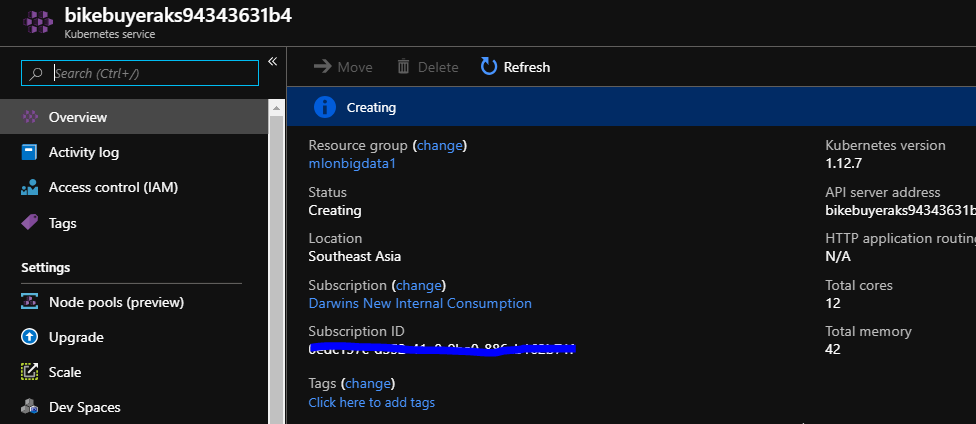 bikebuyeraks94343631b4
Kubernetes service
Search (Ctrl+/)
«
Move
Delete
Refresh
Overview
Activity log
Access control (IAM)
Tags
Settings
Node pools (preview)
Upgrade
Scale
Dev Spaces
Creating
Resource group (change)
mlonbigdata1
Status
Creating
Location
Southeast Asia
Subscription (change)
Darwins New Internal Consumption
Subscription ID
Tags (change)
Click here to add tags
Kubernetes version
1.12.7
API server address
bikebuyeraks94343631b
HTTP application routing
N/A
Total cores
12
Total memory
42